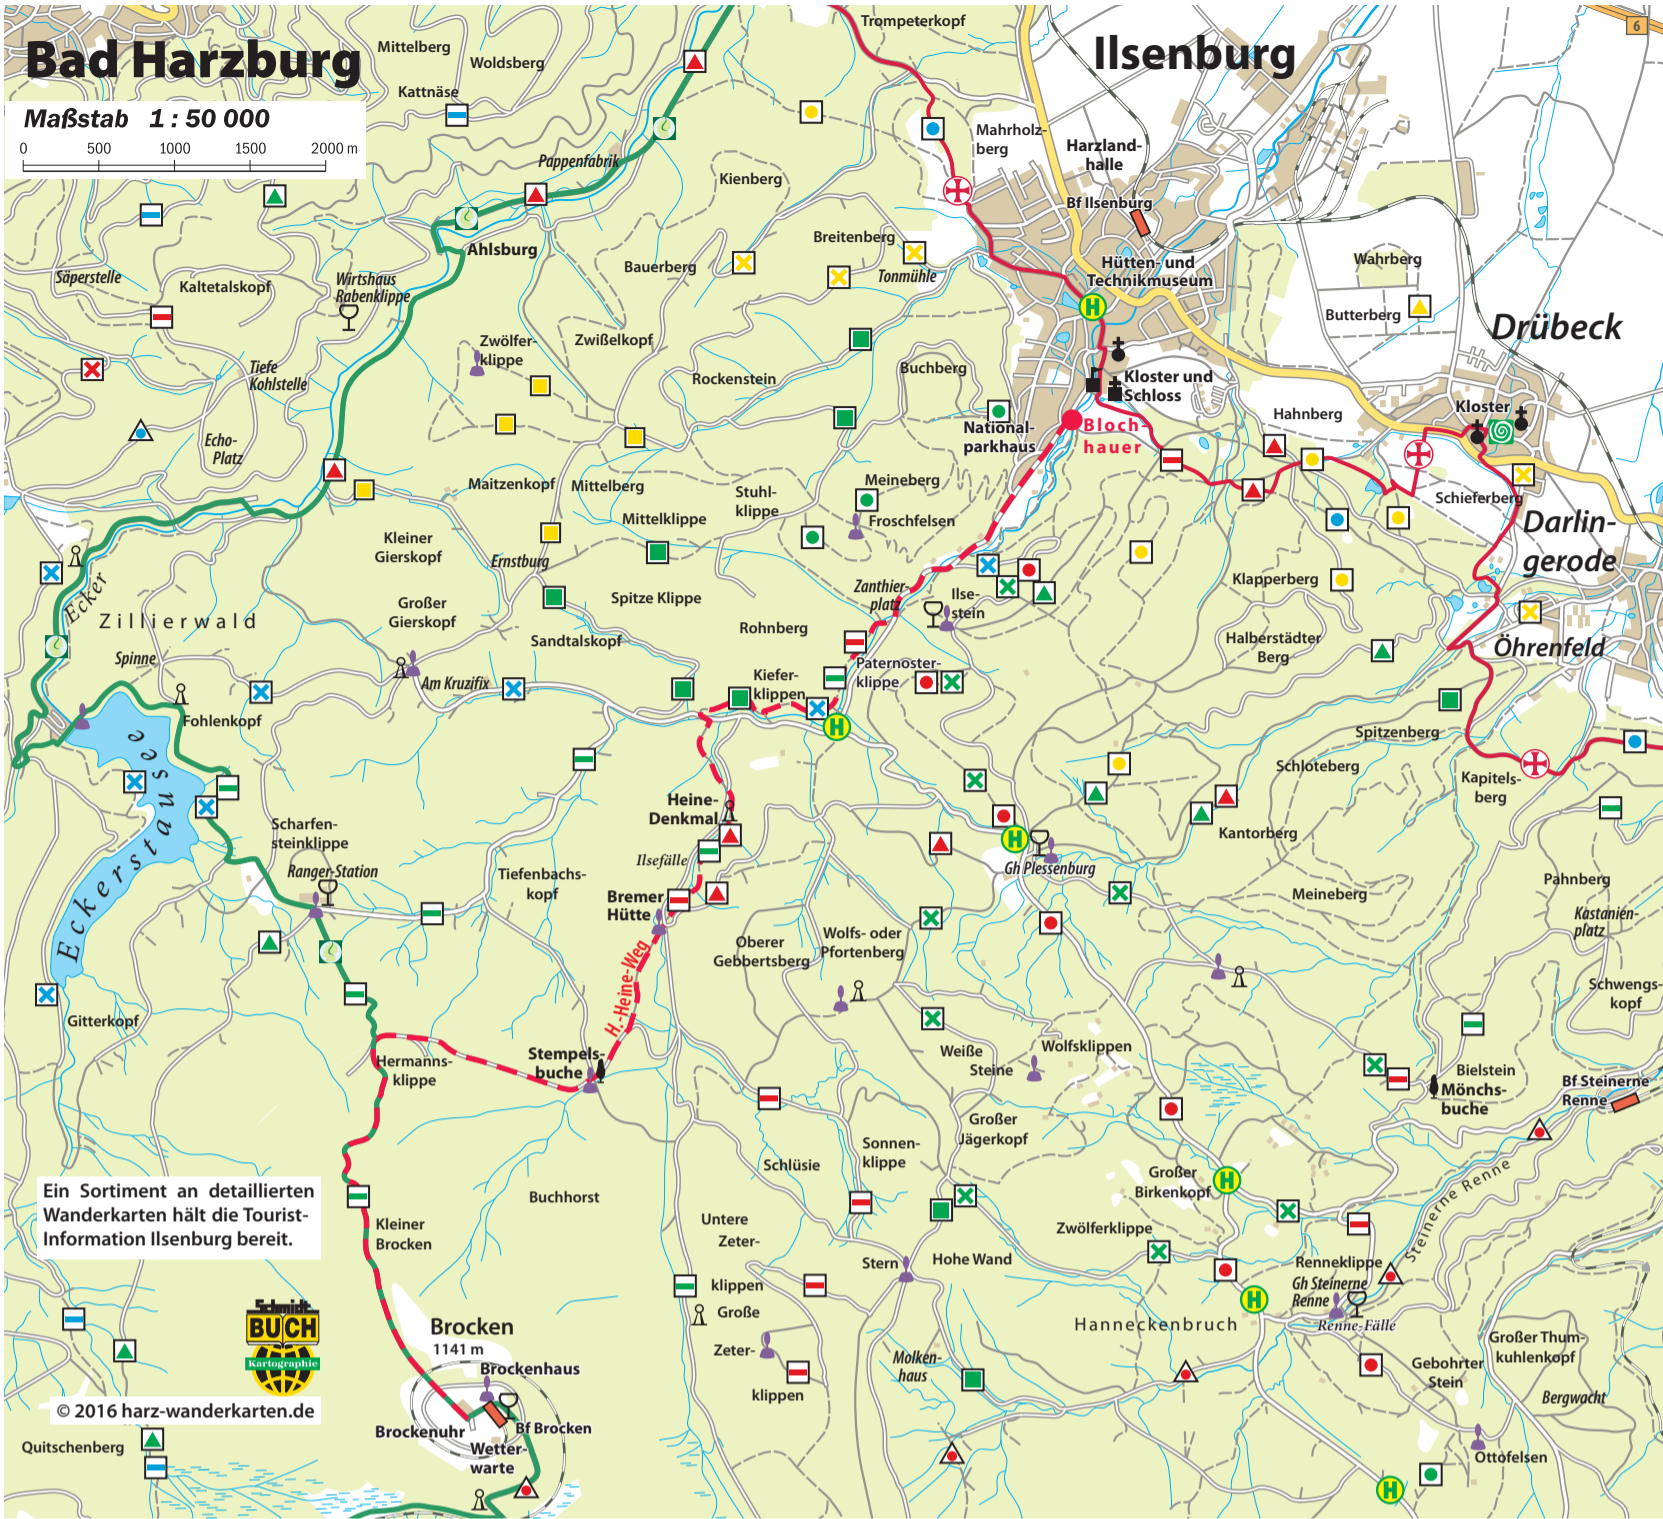 Bad Harzburg
Maßstab 1 : 50 000
0 500 1000 1500 2000 m
Mittelberg
Woldsberg
Kattnäse
Pappenfabrik
Trompeterkopf
Ilsenburg
6
Mahrholz-
berg
Harzland-
halle
Bf Ilsenburg
Kienberg
Breitenberg
Tonmühle
Bauerberg
Ahlsburg
Säperstelle
Kaltetalskopf
Wirtshaus
Rabenklippe
Hütten- und
Technikmuseum
H
Wahrberg
Butterberg
Drübeck
Zwölfer-
klippe
Zwißelkopf
Rockenstein
Buchberg
Tiefe
Kohlstelle
Kloster und
Schloss
Echo-
Platz
National-
parkhaus
Bloch-
hauer
Hahnberg
Kloster
Maitzenkopf
Mittelberg
Mittelklippe
Stuhl-
klippe
Meineberg
Froschfelsen
Schieferberg
Darlin-
gerode
Kleiner
Gierskopf
Ernstburg
Ecker
Zillierwald
Großer
Gierskopf
Spitze Klippe
Sandtalskopf
Zanthier-
platz
Ilse-
stein
Klapperberg
Rohnberg
Halberstädter
Berg
Öhrenfeld
Spinne
Am Kruzifix
Fohlenkopf
Kiefer-
klippen
Paternoster-
klippe
H
Spitzenberg
Schloteberg
Kapitels-
berg
Eckerstausee
Heine-
Denkmal
Scharfen-
steinklippe
Ranger-Station
Ilsefälle
Tiefenbachs-
kopf
Bremer
Hütte
H
Gh Plessenburg
Kantorberg
Meineberg
Pahnberg
Kastanien-
platz
Oberer
Gebbertsberg
Wolfs- oder
Pfortenberg
H.-Heine-Weg
Schwengs-
kopf
Gitterkopf
Hermanns-
klippe
Stempels-
buche
Weiße
Steine
Wolfsklippen
Bielstein
Mönchs-
buche
Bf Steinerne
Renne
Großer
Jägerkopf
Sonnen-
klippe
Schlüsie
Großer
Birkenkopf
H
Steinerne Renne
Ein Sortiment an detaillierten
Wanderkarten hält die Tourist-
Information Ilsenburg bereit.
Buchhorst
Kleiner
Brocken
Untere
Zeter-
klippen
Zwölferklippe
Stern
Hohe Wand
Renneklippe
Gh Steinerne
Renne
Renne-Fälle
H
Große
Zeter-
klippen
Hanneckenbruch
Schmidt
BUCH
Kartographie
© 2016 harz-wanderkarten.de
Brocken
1141 m
Brockenhaus
Molken-
haus
Großer Thum-
kuhlenkopf
Gebohrter
Stein
Bergwacht
Quitschenberg
Brockenuhr
Bf Brocken
Wetter-
warte
Ottofelsen
H